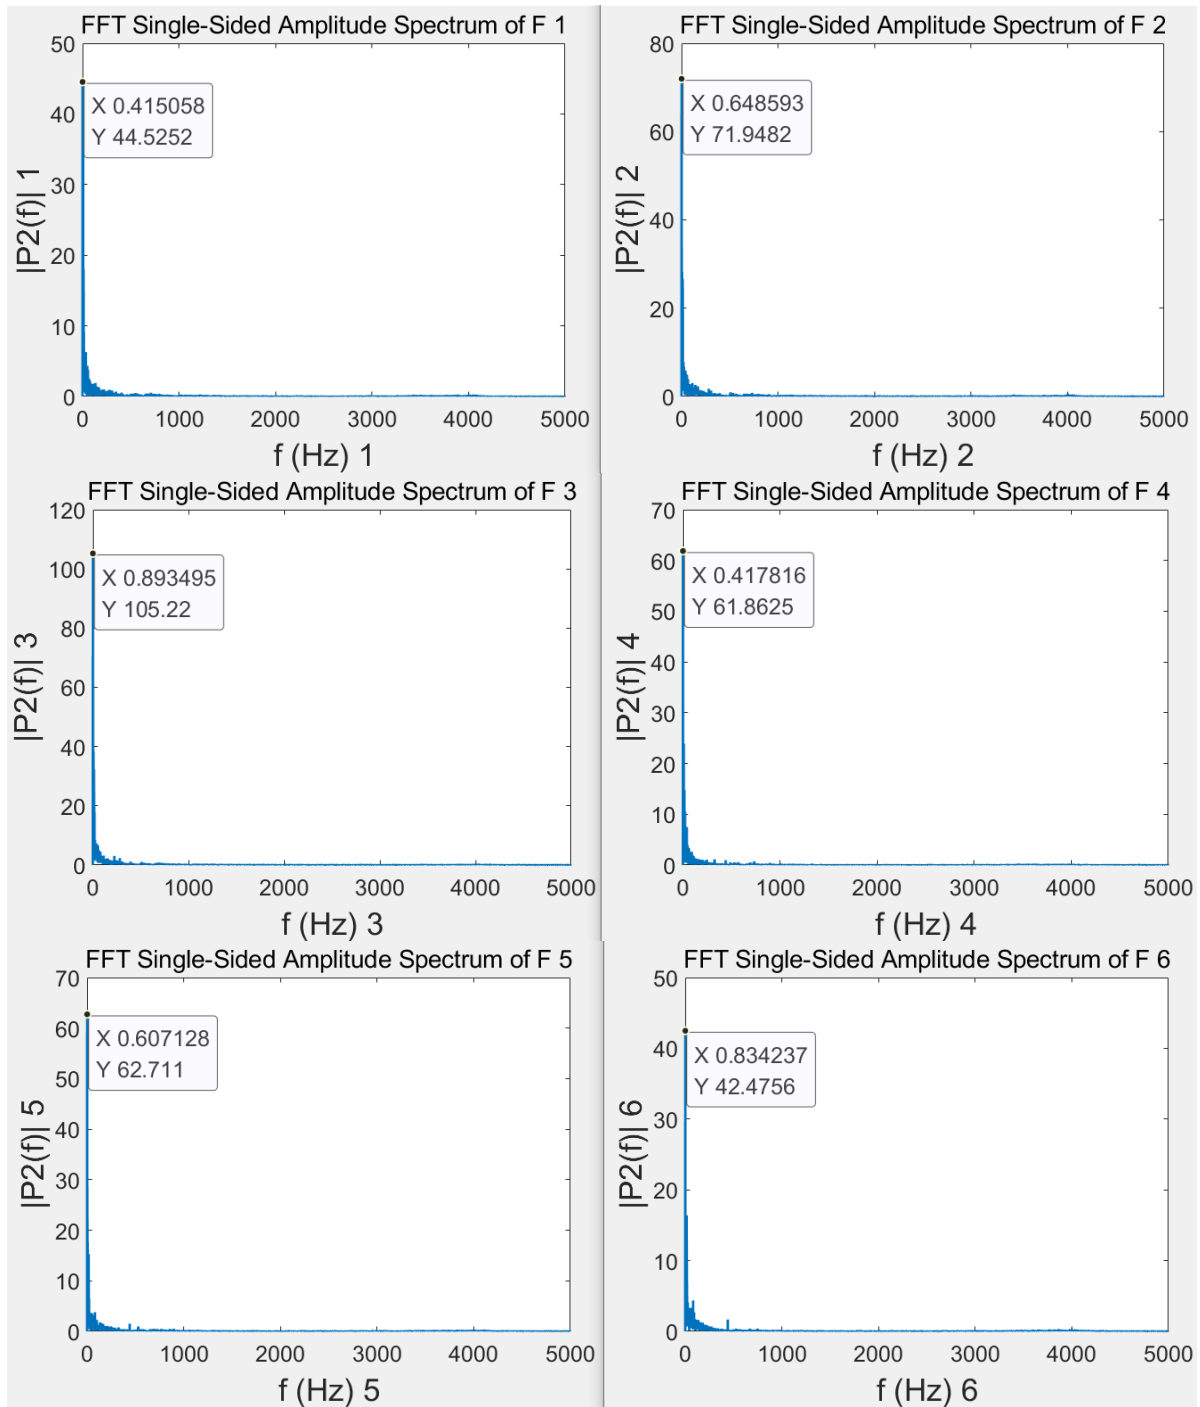 FFT Single-Sided Amplitude Spectrum of F 1
50
40
30
20
10
0
X 0.415058
Y 44.5252
|P2(f)| 1
0 1000 2000 3000 4000 5000
f (Hz) 1
FFT Single-Sided Amplitude Spectrum of F 2
80
60
40
20
0
X 0.648593
Y 71.9482
|P2(f)| 2
0 1000 2000 3000 4000 5000
f (Hz) 2
FFT Single-Sided Amplitude Spectrum of F 3
120
100
80
60
40
20
0
X 0.893495
Y 105.22
|P2(f)| 3
0 1000 2000 3000 4000 5000
f (Hz) 3
FFT Single-Sided Amplitude Spectrum of F 4
70
60
50
40
30
20
10
0
X 0.417816
Y 61.8625
|P2(f)| 4
0 1000 2000 3000 4000 5000
f (Hz) 4
FFT Single-Sided Amplitude Spectrum of F 5
70
60
50
40
30
20
10
0
X 0.607128
Y 62.711
|P2(f)| 5
0 1000 2000 3000 4000 5000
f (Hz) 5
FFT Single-Sided Amplitude Spectrum of F 6
50
40
30
20
10
0
X 0.834237
Y 42.4756
|P2(f)| 6
0 1000 2000 3000 4000 5000
f (Hz) 6